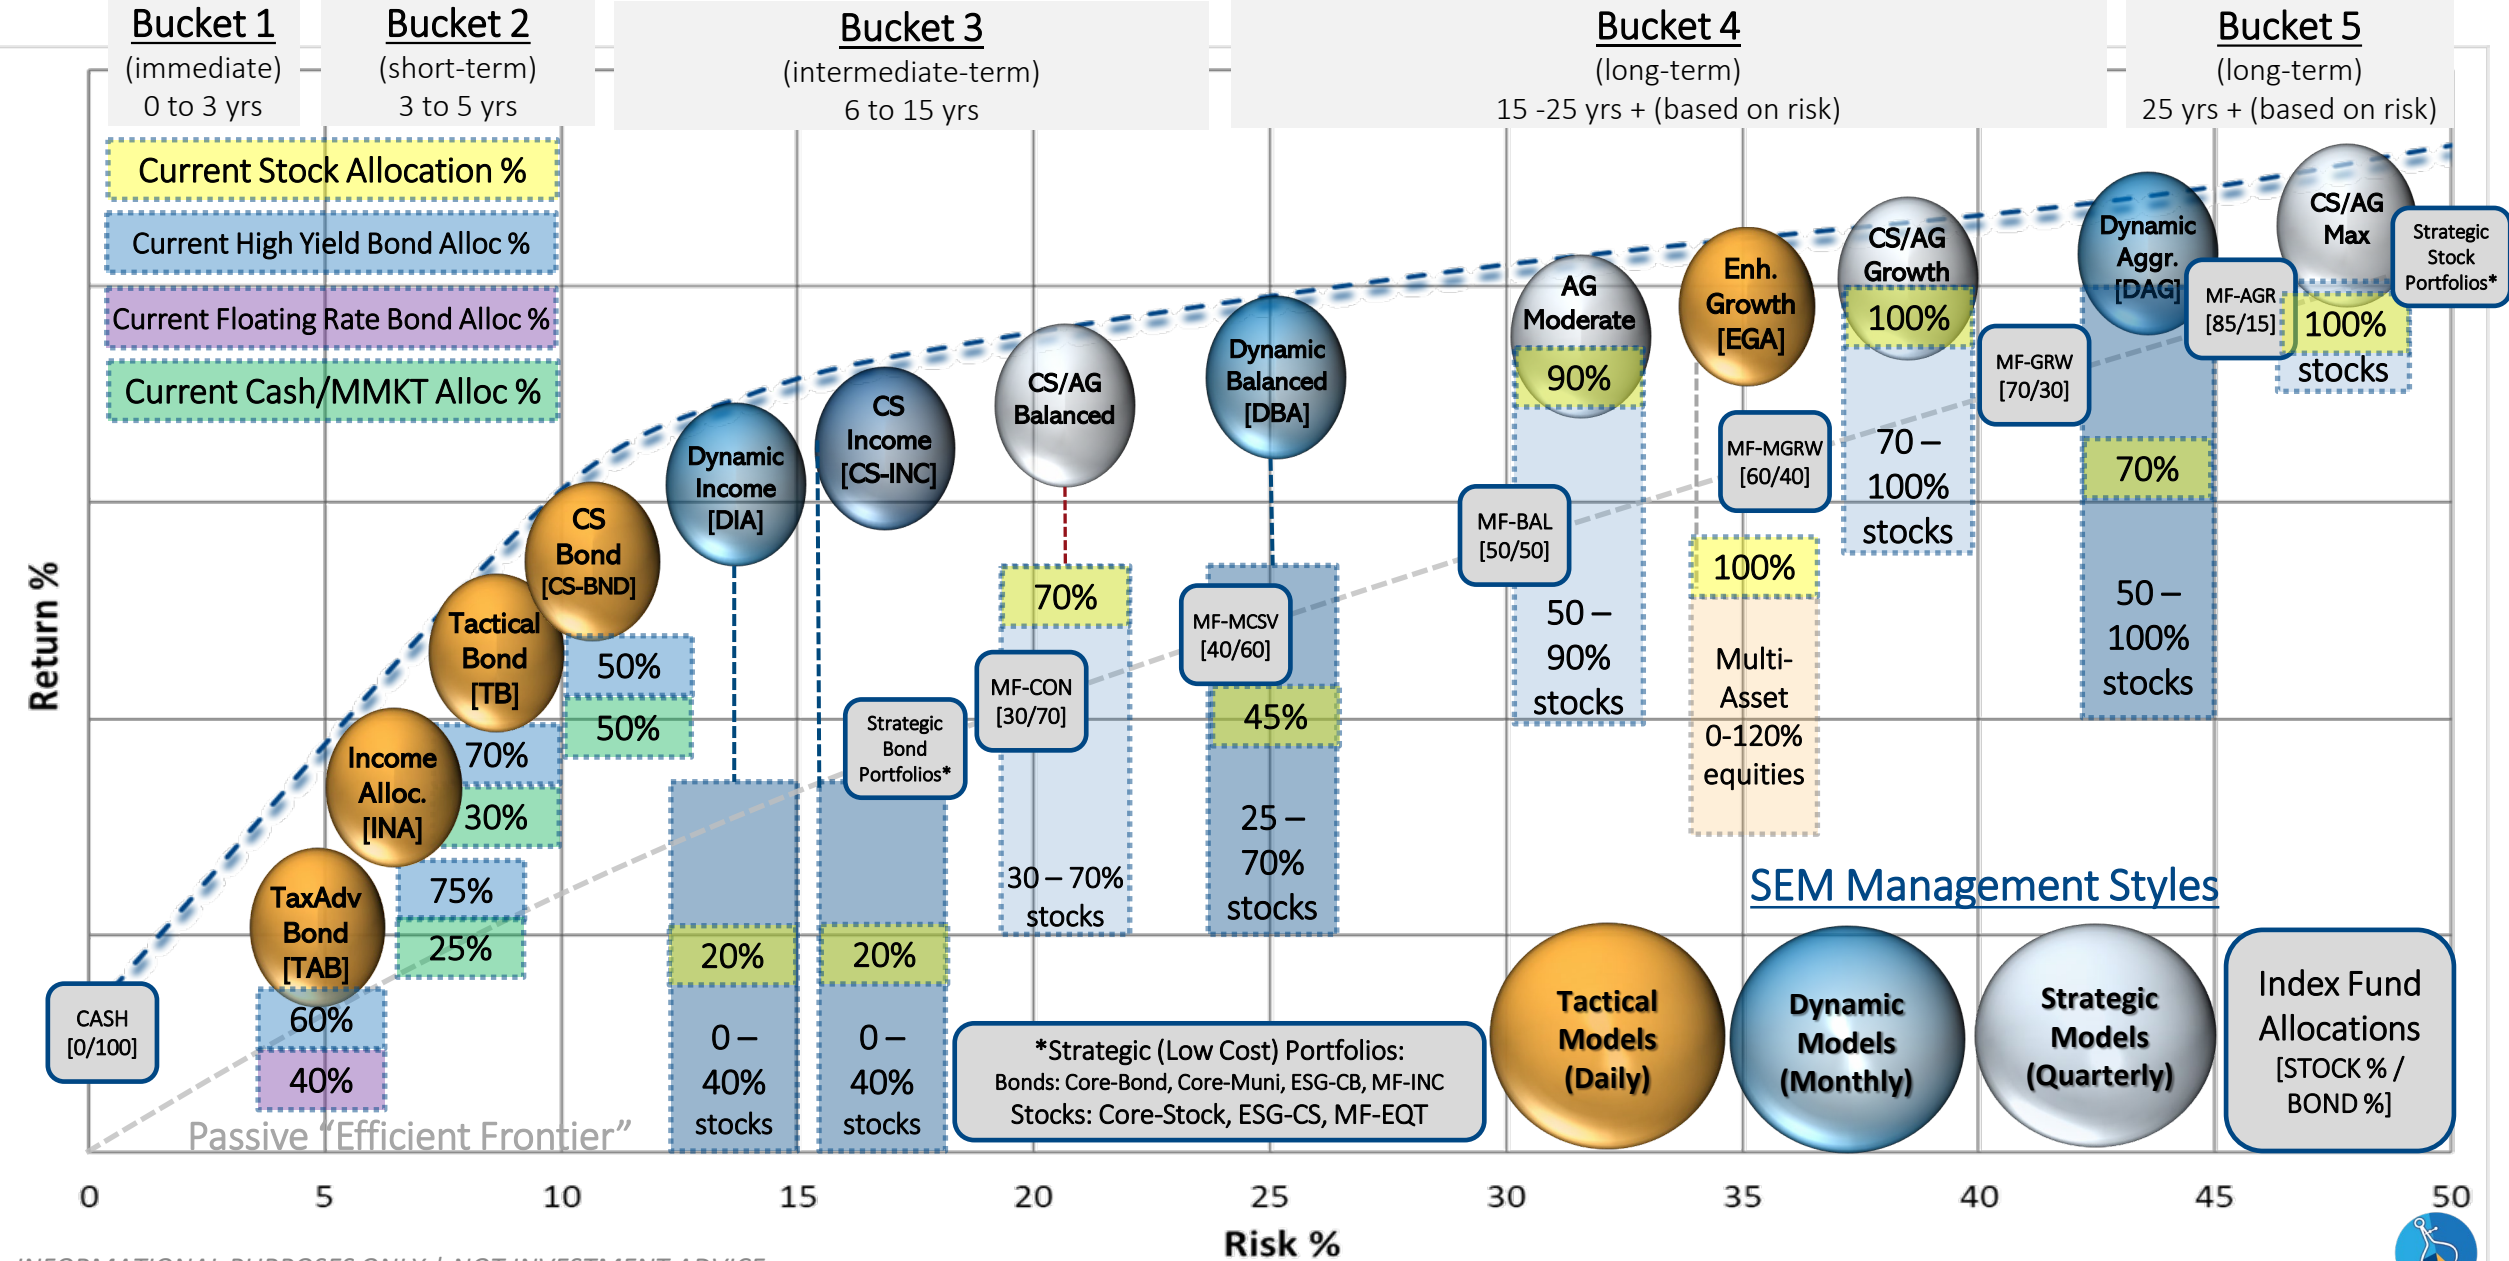 Bucket 1
(immediate)
0 to 3 yrs
Bucket 2
(short-term)
3 to 5 yrs
Bucket 3
(intermediate-term)
6 to 15 yrs
Bucket 4
(long-term)
15 -25 yrs + (based on risk)
Bucket 5
(long-term)
25 yrs + (based on risk)
Current Stock Allocation %
Current High Yield Bond Alloc %
Current Floating Rate Bond Alloc %
Current Cash/MMKT Alloc %
Return %
CASH
[0/100]
TaxAdv
Bond
[TAB]
60%
40%
Income
Alloc.
[INA]
75%
25%
Tactical
Bond
[TB]
70%
30%
CS
Bond
[CS-BND]
50%
50%
Dynamic
Income
[DIA]
20%
0 –
40%
stocks
CS
Income
[CS-INC]
20%
0 –
40%
stocks
Strategic
Bond
Portfolios*
CS/AG
Balanced
70%
30 – 70%
stocks
MF-CON
[30/70]
Dynamic
Balanced
[DBA]
45%
25 –
70%
stocks
MF-MCSV
[40/60]
MF-BAL
[50/50]
AG
Moderate
90%
50 –
90%
stocks
Enh.
Growth
[EGA]
100%
Multi-
Asset
0-120%
equities
MF-MGRW
[60/40]
CS/AG
Growth
100%
70 –
100%
stocks
MF-GRW
[70/30]
Dynamic
Aggr.
[DAG]
70%
50 –
100%
stocks
MF-AGR
[85/15]
CS/AG
Max
100%
stocks
Strategic
Stock
Portfolios*
SEM Management Styles
Tactical
Models
(Daily)
Dynamic
Models
(Monthly)
Strategic
Models
(Quarterly)
Index Fund
Allocations
[STOCK % /
BOND %]
*Strategic (Low Cost) Portfolios:
Bonds: Core-Bond, Core-Muni, ESG-CB, MF-INC
Stocks: Core-Stock, ESG-CS, MF-EQT
Passive “Efficient Frontier”
0 5 10 15 20 25 30 35 40 45 50
Risk %
INFORMATIONAL PURPOSES ONLY | NOT INVESTMENT ADVICE